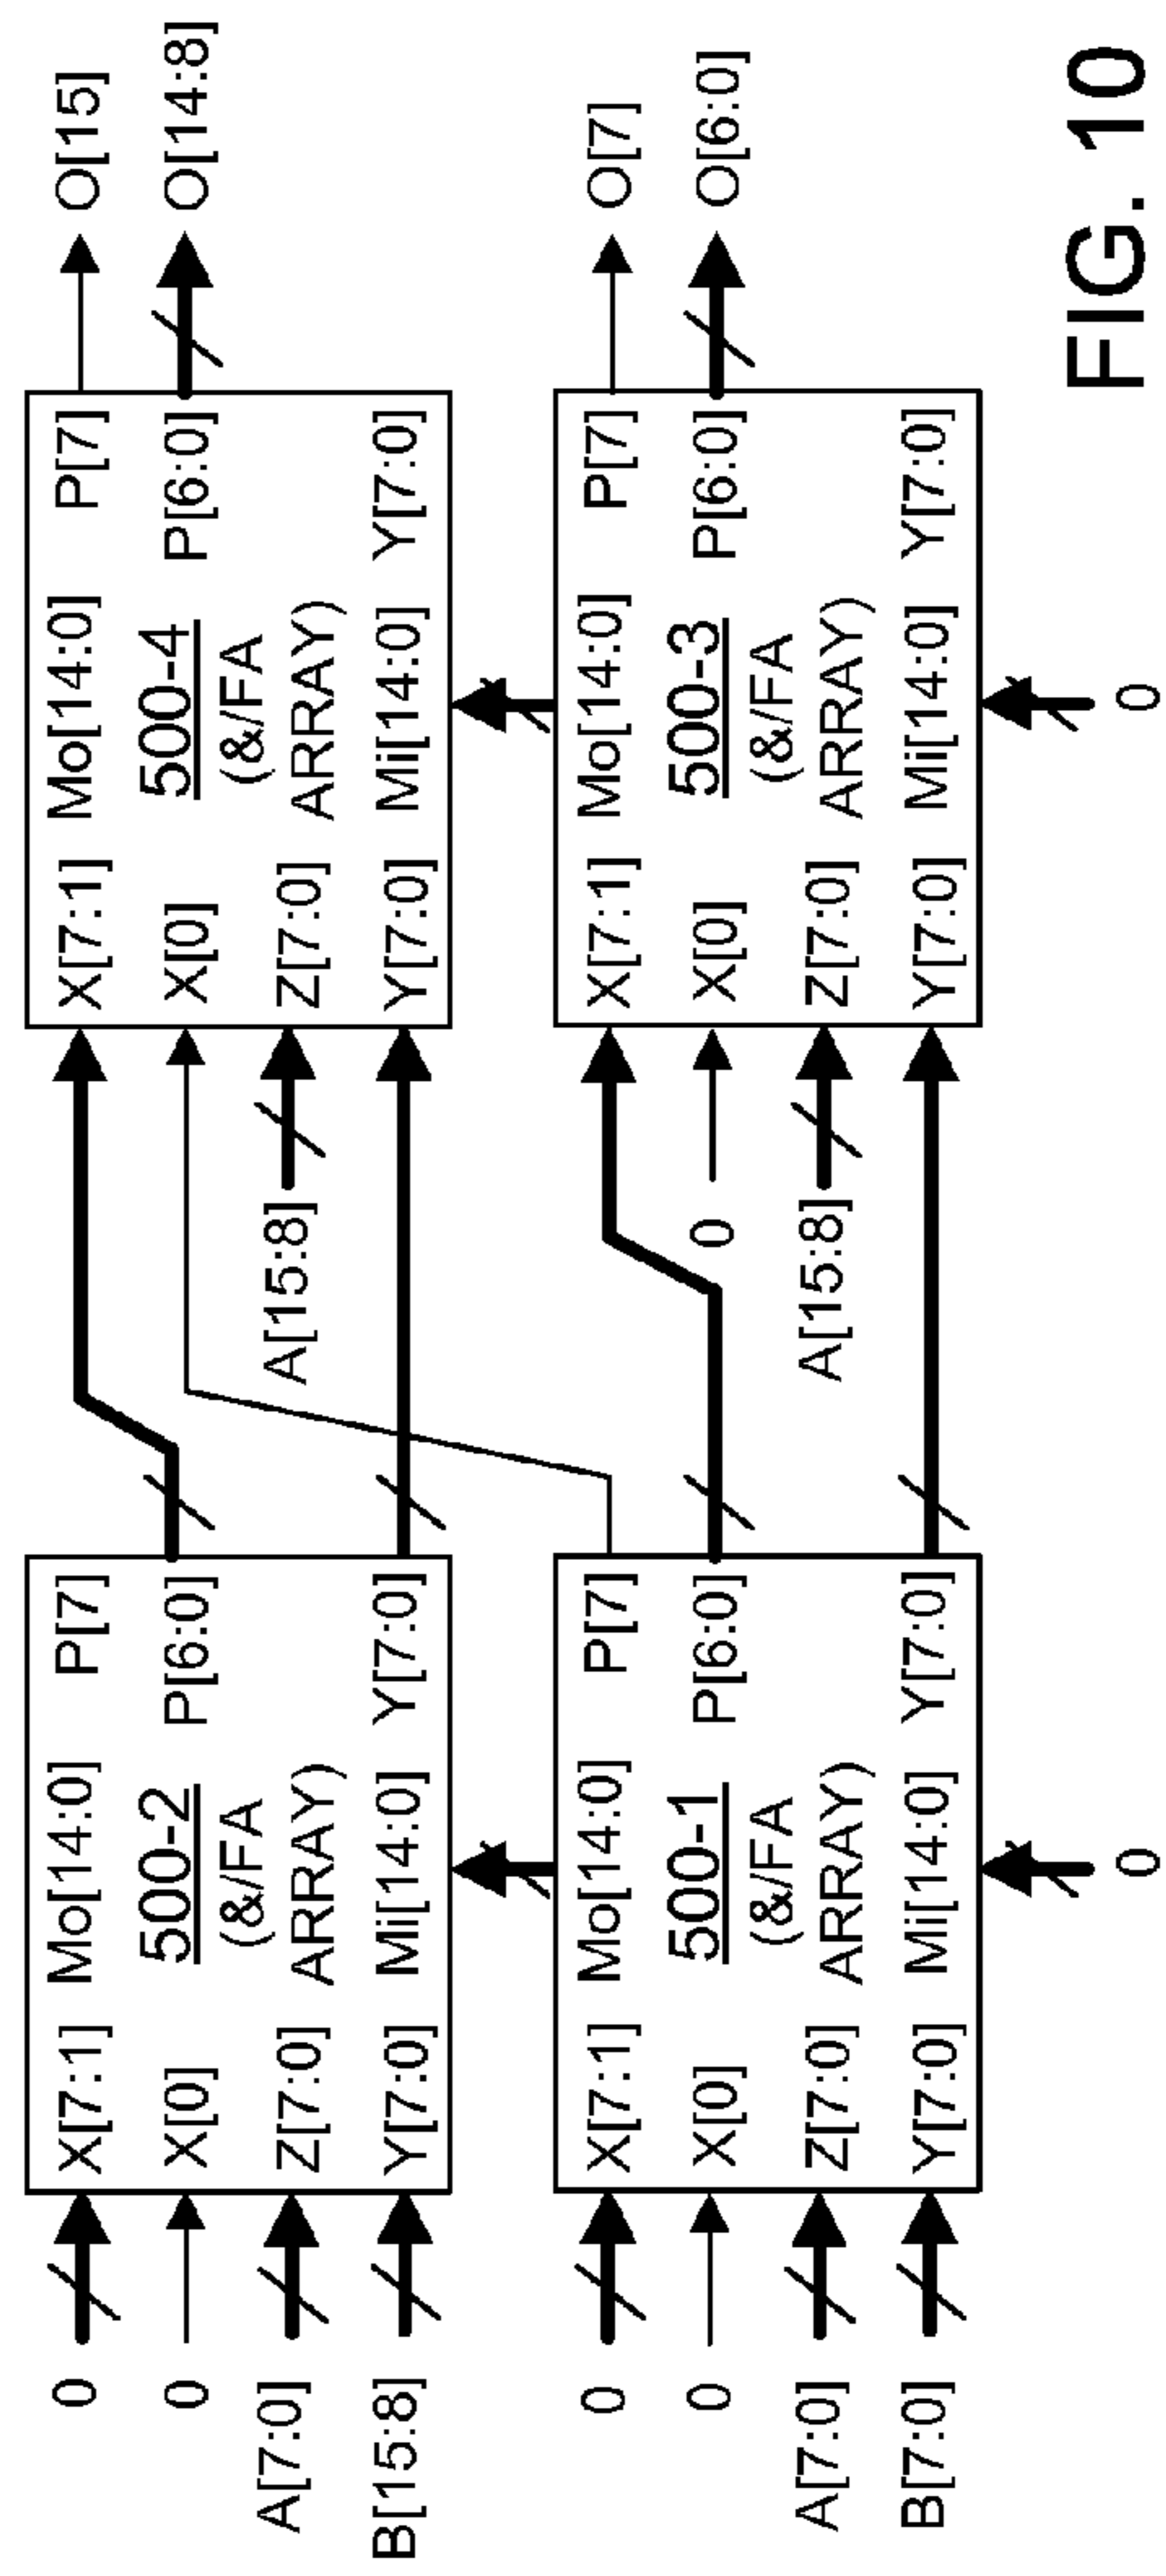 0
0
A[7:0]
B[15:8]
X[7:1]
X[0]
Z[7:0]
Y[7:0]
Mo[14:0]
500-2
(&/FA
ARRAY)
Mi[14:0]
P[7]
P[6:0]
Y[7:0]
A[15:8]
X[7:1]
X[0]
Z[7:0]
Y[7:0]
Mo[14:0]
500-4
(&/FA
ARRAY)
Mi[14:0]
P[7]
P[6:0]
Y[7:0]
O[15]
O[14:8]
0
0
A[7:0]
B[7:0]
X[7:1]
X[0]
Z[7:0]
Y[7:0]
Mo[14:0]
500-1
(&/FA
ARRAY)
Mi[14:0]
P[7]
P[6:0]
Y[7:0]
0
A[15:8]
X[7:1]
X[0]
Z[7:0]
Y[7:0]
Mo[14:0]
500-3
(&/FA
ARRAY)
Mi[14:0]
P[7]
P[6:0]
Y[7:0]
O[7]
O[6:0]
0
0
FIG. 10